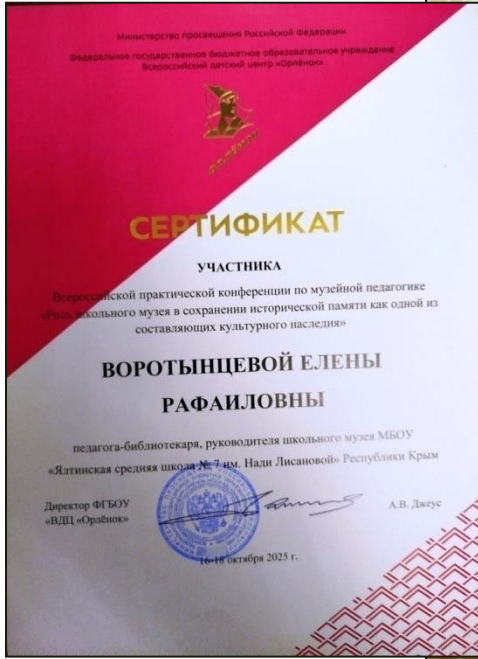 Министерство просвещения Российской Федерации
Федеральное государственное бюджетное образовательное учреждение
Всероссийский детский центр «Орлёнок»
ОРЛЁНОК
СЕРТИФИКАТ
УЧАСТНИКА
Всероссийской практической конференции по музейной педагогике
«Роль школьного музея в сохранении исторической памяти как одной из
составляющих культурного наследия»
ВОРОТЫНЦЕВОЙ ЕЛЕНЫ
РАФАИЛОВНЫ
педагога-библиотекаря, руководителя школьного музея МБОУ
«Ялтинская средняя школа № 7 им. Нади Лисановой» Республики Крым
Директор ФГБОУ
«ВДЦ «Орлёнок»
А.В. Джеус
16-18 октября 2025 г.